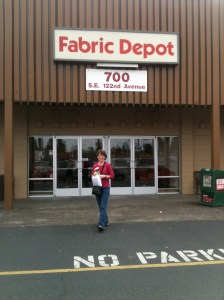 Fabric Depot
700
S.E. 122nd Avenue
NO PARK